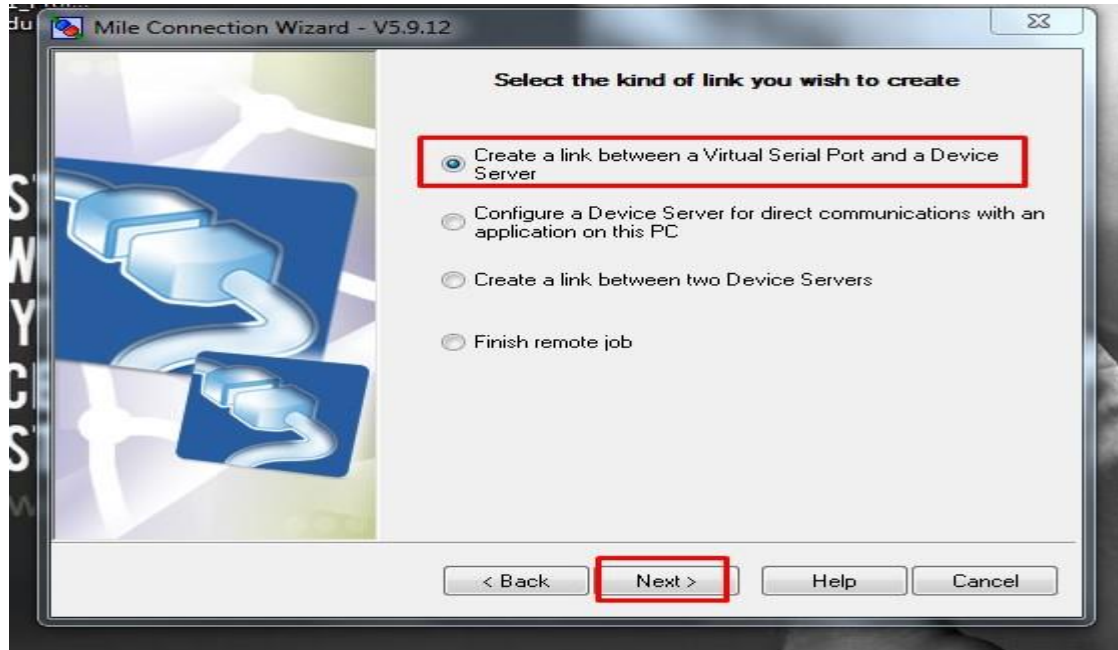 du
Mile Connection Wizard - V5.9.12
Select the kind of link you wish to create
Create a link between a Virtual Serial Port and a Device
Server
Configure a Device Server for direct communications with an
application on this PC
Create a link between two Device Servers
Finish remote job
< Back
Next >
Help
Cancel
S
W
Y
S